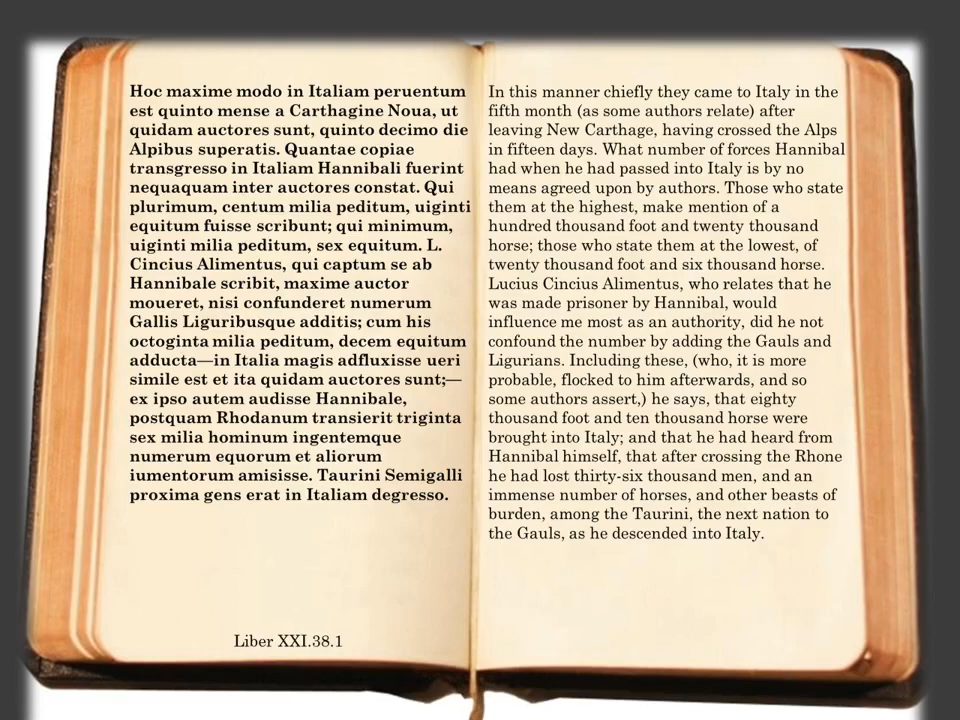 Hoc maxime modo in Italiam peruentum
est quinto mense a Carthagine Noua, ut
quidam auctores sunt, quinto decimo die
Alpibus superatis. Quantae copiae
transgresso in Italiam Hannibali fuerint
nequaquam inter auctores constat. Qui
plurimum, centum milia peditum, uiginti
equitum fuisse scribunt; qui minimum,
uiginti milia peditum, sex equitum. L.
Cincius Alimentus, qui captum se ab
Hannibale scribit, maxime auctor
moueret, nisi confunderet numerum
Gallis Liguribusque additis; cum his
octoginta milia peditum, decem equitum
adducta—in Italia magis adfluxisse ueri
simile est et ita quidam auctores sunt;—
ex ipso autem audisse Hannibale,
postquam Rhodanum transierit triginta
sex milia hominum ingentemque
numerum equorum et aliorum
iumentorum amisisse. Taurini Semigalli
proxima gens erat in Italiam degresso.
Liber XXI.38.1
In this manner chiefly they came to Italy in the
fifth month (as some authors relate) after
leaving New Carthage, having crossed the Alps
in fifteen days. What number of forces Hannibal
had when he had passed into Italy is by no
means agreed upon by authors. Those who state
them at the highest, make mention of a
hundred thousand foot and twenty thousand
horse; those who state them at the lowest, of
twenty thousand foot and six thousand horse.
Lucius Cincius Alimentus, who relates that he
was made prisoner by Hannibal, would
influence me most as an authority, did he not
confound the number by adding the Gauls and
Ligurians. Including these, (who, it is more
probable, flocked to him afterwards, and so
some authors assert,) he says, that eighty
thousand foot and ten thousand horse were
brought into Italy; and that he had heard from
Hannibal himself, that after crossing the Rhone
he had lost thirty-six thousand men, and an
immense number of horses, and other beasts of
burden, among the Taurini, the next nation to
the Gauls, as he descended into Italy.